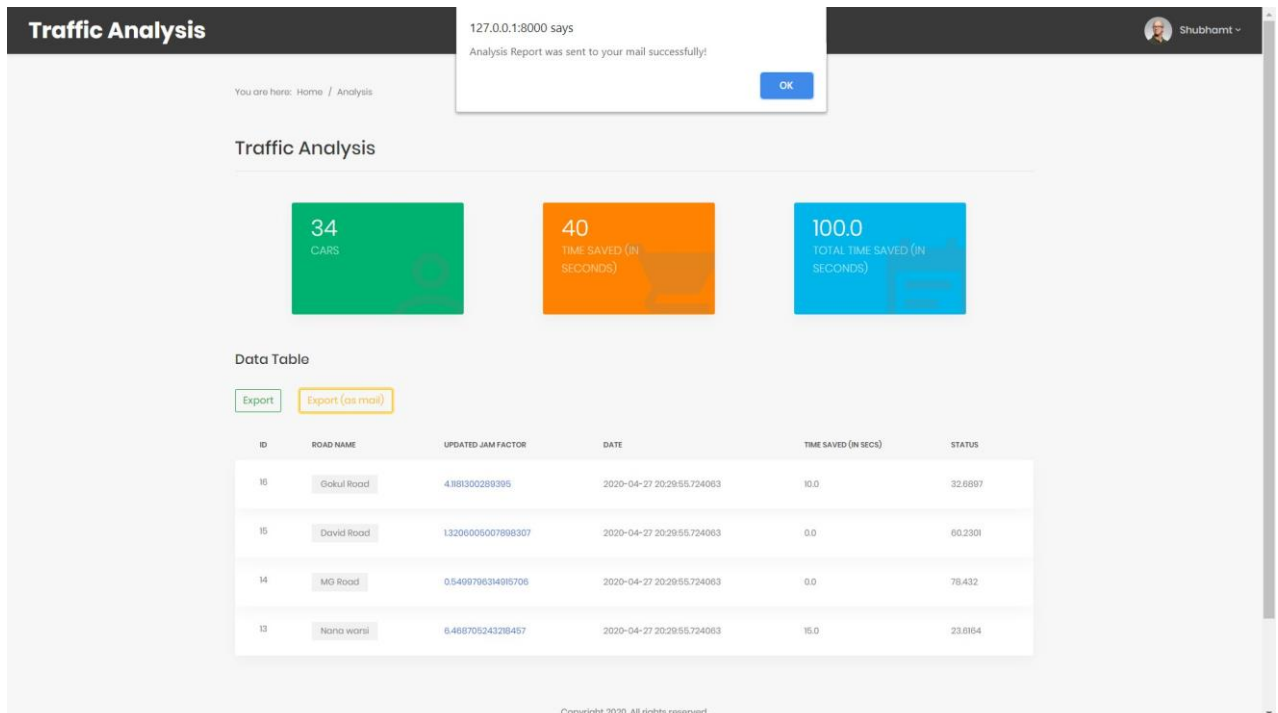 Traffic Analysis
127.0.0.1:8000 says
Analysis Report was sent to your mail successfully!
OK
Shubhamt
You are here: Home / Analysis
Traffic Analysis
34
CARS
40
TIME SAVED (IN
SECONDS)
100.0
TOTAL TIME SAVED (IN
SECONDS)
Data Table
Export Export (as mail)
ID ROAD NAME UPDATED JAM FACTOR DATE TIME SAVED (IN SECS) STATUS
16 Gokul Road 4.1181300289395 2020-04-27 20:29:55.724063 10.0 32.6897
15 David Road 1.3206005007898307 2020-04-27 20:29:55.724063 0.0 60.2301
14 MG Road 0.5499796314915706 2020-04-27 20:29:55.724063 0.0 78.432
13 Nana warsi 6.468705243218457 2020-04-27 20:29:55.724063 15.0 23.6164
Copyright 2020. All rights reserved.